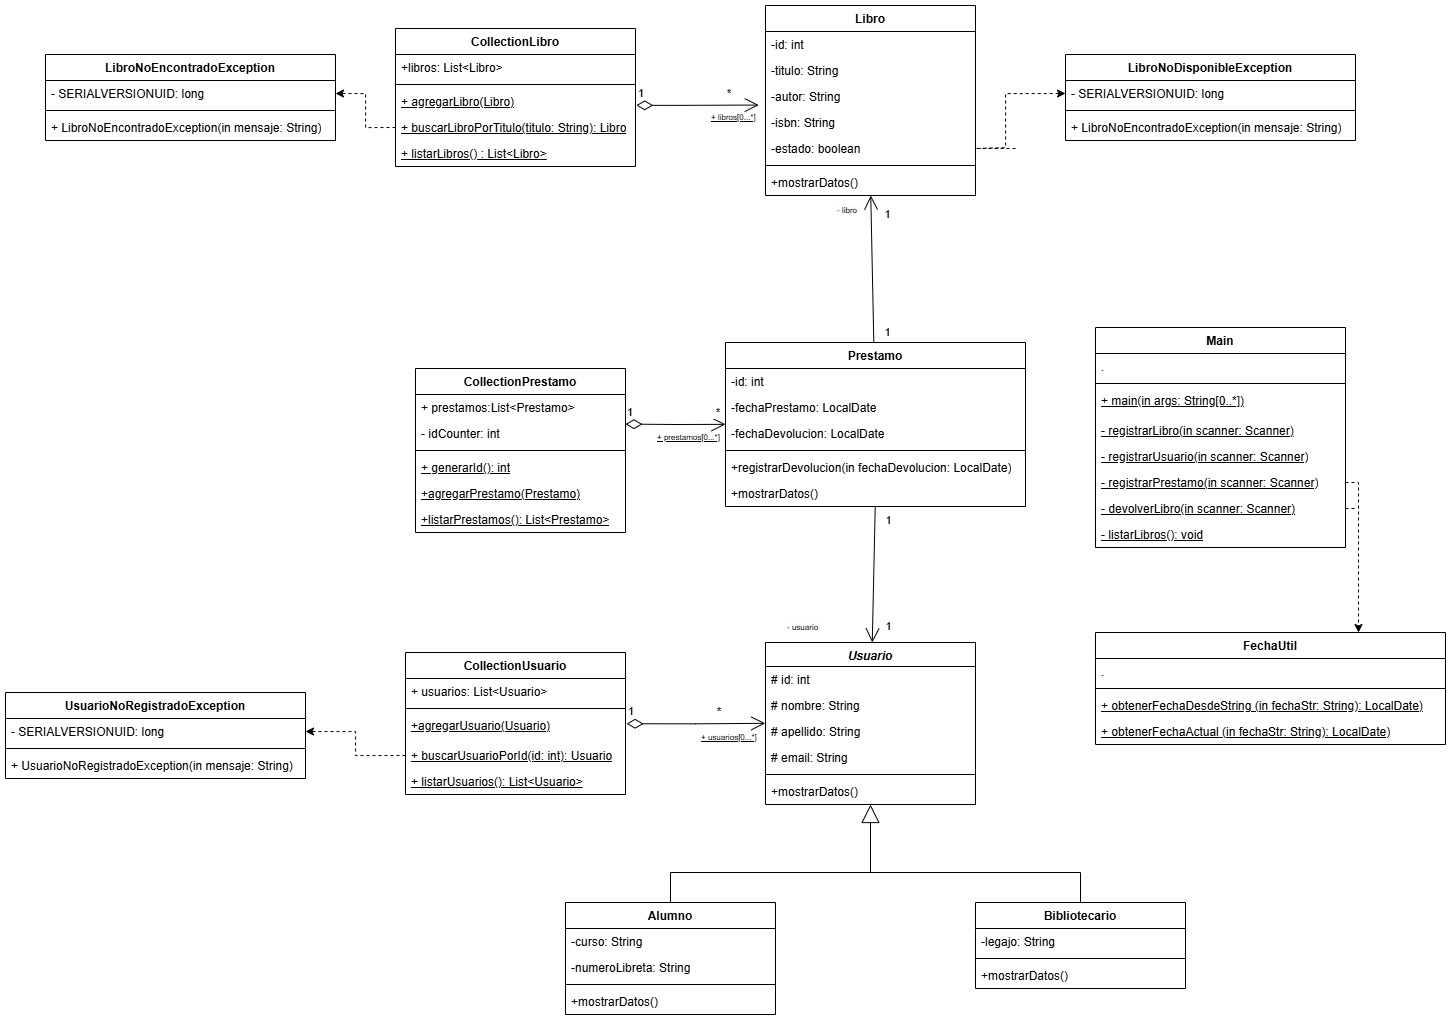 LibroNoEncontradoException
- SERIALVERSIONUID: long
+ LibroNoEncontradoException(in mensaje: String)
CollectionLibro
+libros: List<Libro>
+ agregarLibro(Libro)
+ buscarLibroPorTitulo(titulo: String): Libro
+ listarLibros() : List<Libro>
1
*
+ libros[0...*]
Libro
-id: int
-titulo: String
-autor: String
-isbn: String
-estado: boolean
+mostrarDatos()
LibroNoDisponibleException
- SERIALVERSIONUID: long
+ LibroNoEncontradoException(in mensaje: String)
- libro
1
1
CollectionPrestamo
+ prestamos:List<Prestamo>
- idCounter: int
+ generarId(): int
+agregarPrestamo(Prestamo)
+listarPrestamos(): List<Prestamo>
1
*
+ prestamos[0...*]
Prestamo
-id: int
-fechaPrestamo: LocalDate
-fechaDevolucion: LocalDate
+registrarDevolucion(in fechaDevolucion: LocalDate)
+mostrarDatos()
Main
.
+ main(in args: String[0..*])
- registrarLibro(in scanner: Scanner)
- registrarUsuario(in scanner: Scanner)
- registrarPrestamo(in scanner: Scanner)
- devolverLibro(in scanner: Scanner)
- listarLibros(): void
1
- usuario
1
FechaUtil
.
+ obtenerFechaDesdeString (in fechaStr: String): LocalDate)
+ obtenerFechaActual (in fechaStr: String): LocalDate)
UsuarioNoRegistradoException
- SERIALVERSIONUID: long
+ UsuarioNoRegistradoException(in mensaje: String)
CollectionUsuario
+ usuarios: List<Usuario>
+agregarUsuario(Usuario)
+ buscarUsuarioPorId(id: int): Usuario
+ listarUsuarios(): List<Usuario>
1
*
+ usuarios[0...*]
Usuario
# id: int
# nombre: String
# apellido: String
# email: String
+mostrarDatos()
Alumno
-curso: String
-numeroLibreta: String
+mostrarDatos()
Bibliotecario
-legajo: String
+mostrarDatos()